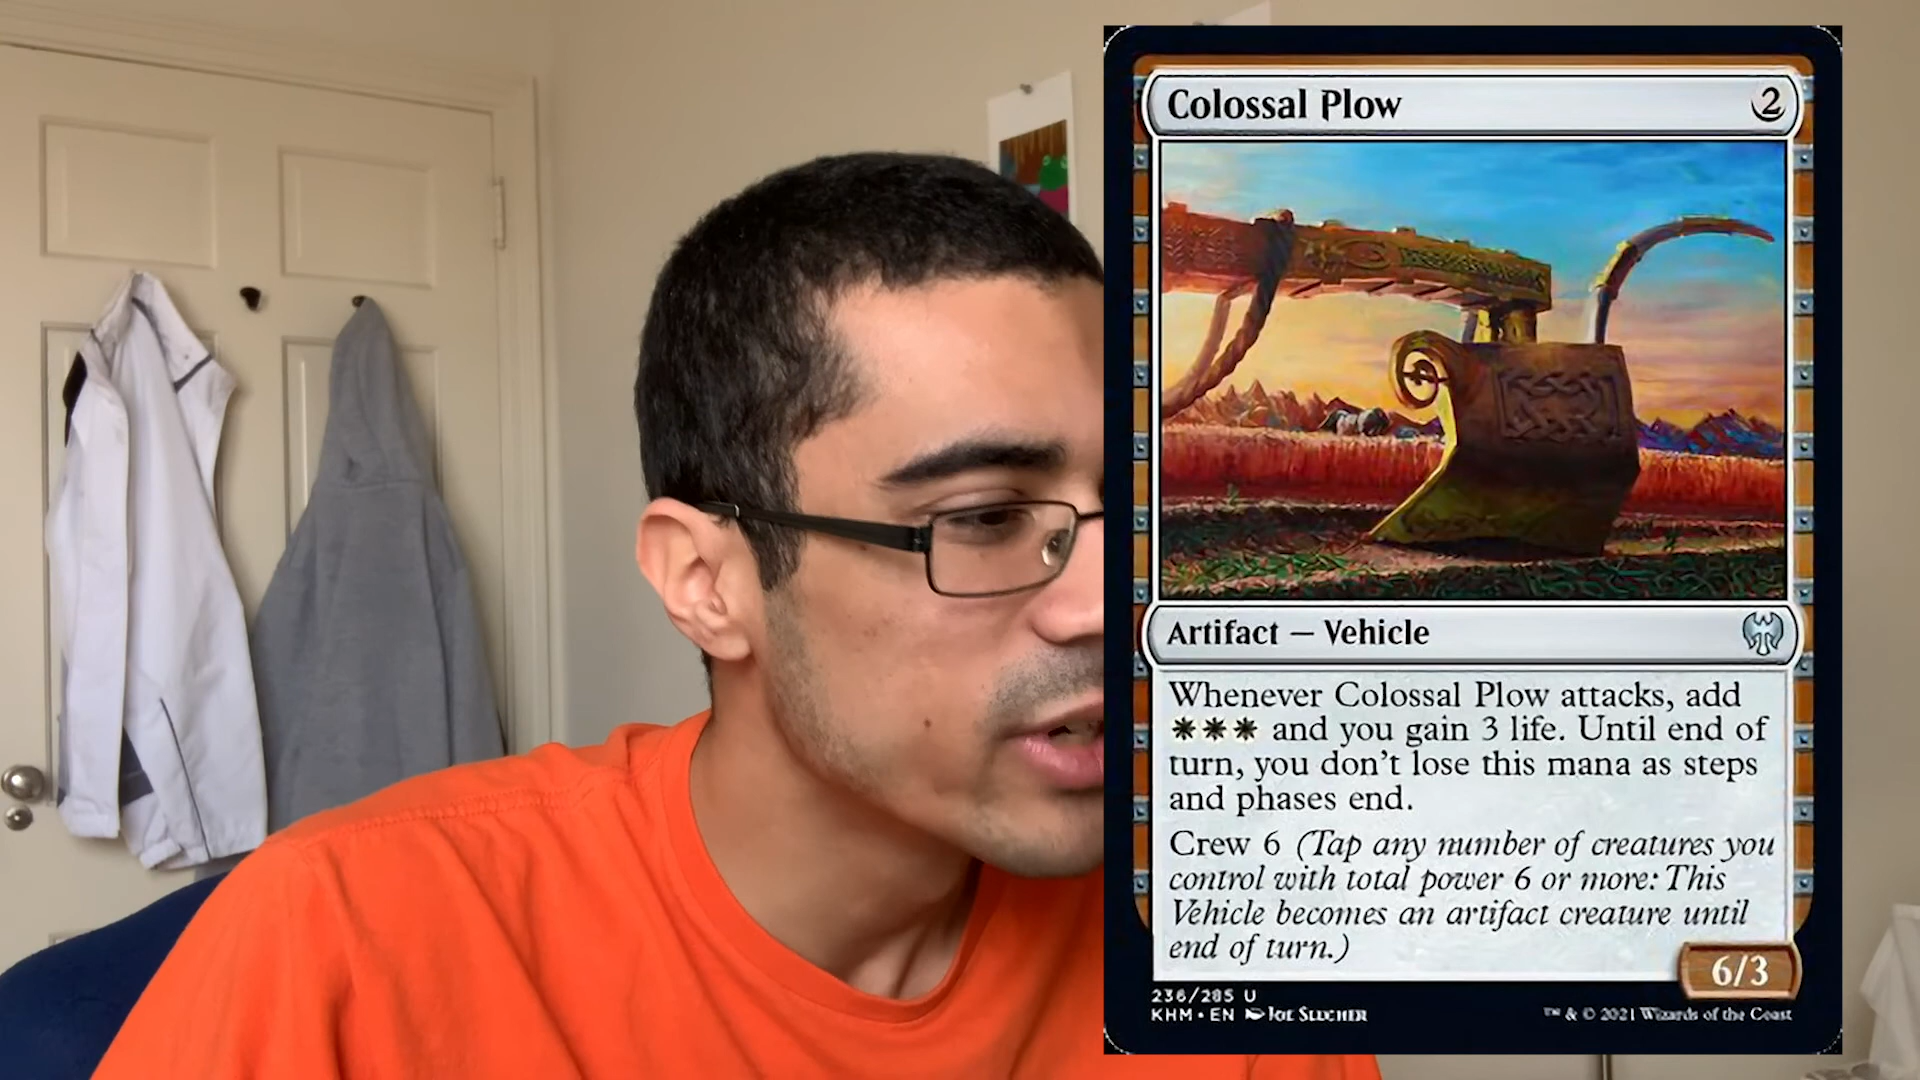 Colossal Plow 2
Artifact — Vehicle
Whenever Colossal Plow attacks, add
and you gain 3 life. Until end of
turn, you don't lose this mana as steps
and phases end.
Crew 6 (Tap any number of creatures you
control with total power 6 or more: This
Vehicle becomes an artifact creature until
end of turn.)
6/3
236/285 U
KHM • EN Joe Slucher
™ & © 2021 Wizards of the Coast